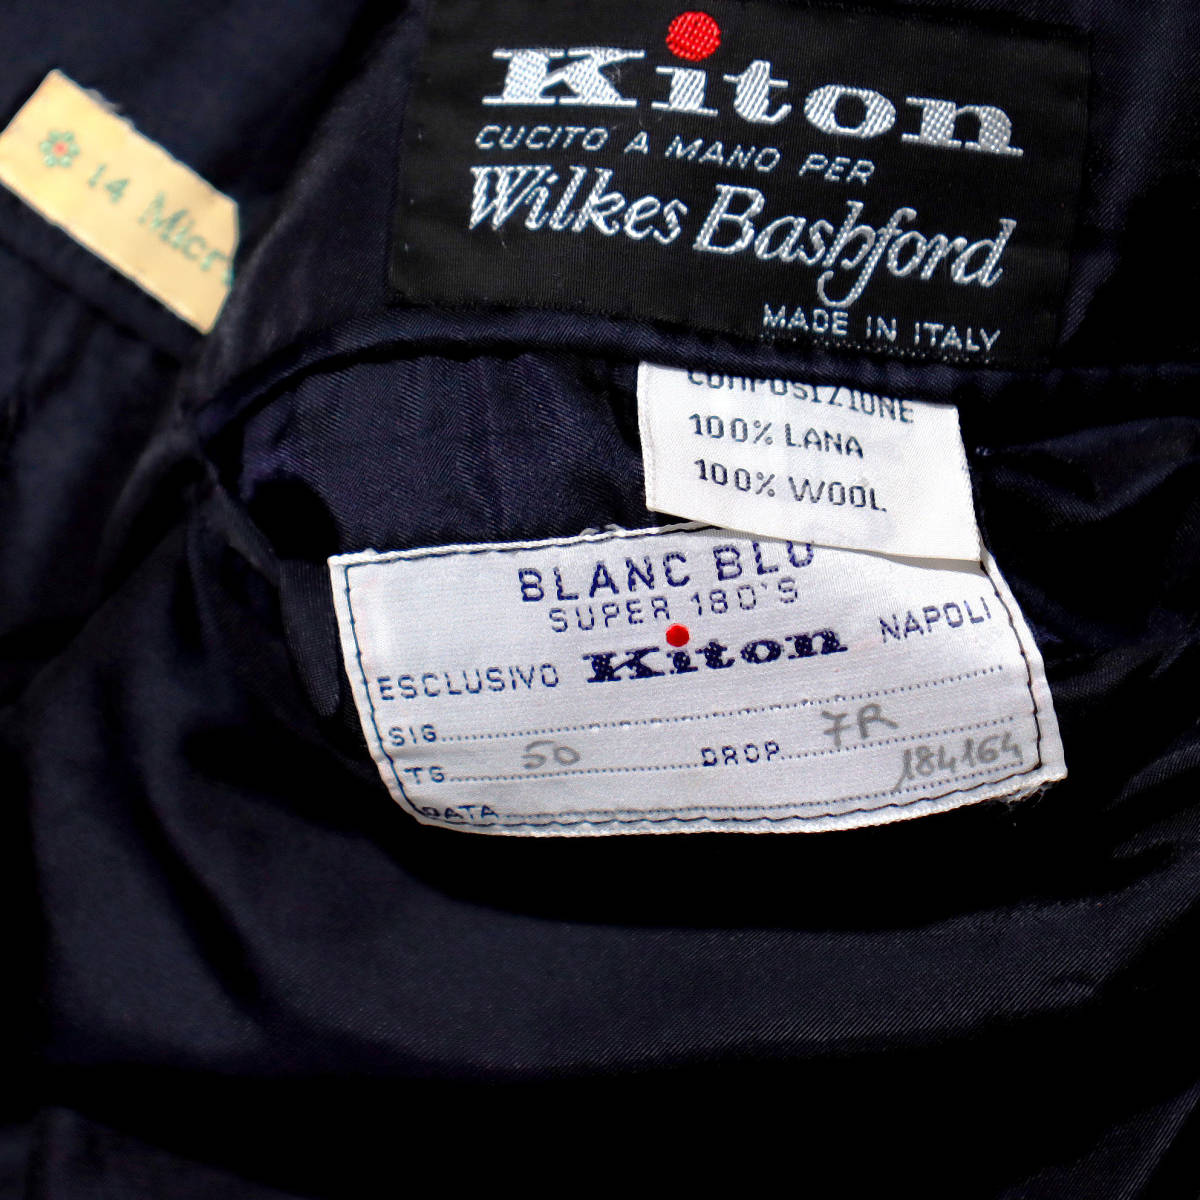 Kiton
CUCITO A MANO PER
Wilkes Bashford
MADE IN ITALY
14 Micr
COMPOSIZIONE
100% LANA
100% WOOL
BLANC BLU
SUPER 180'S
ESCLUSIVO Kiton NAPOLI
SIG
TG 50 DROP 7R
DATA 184164